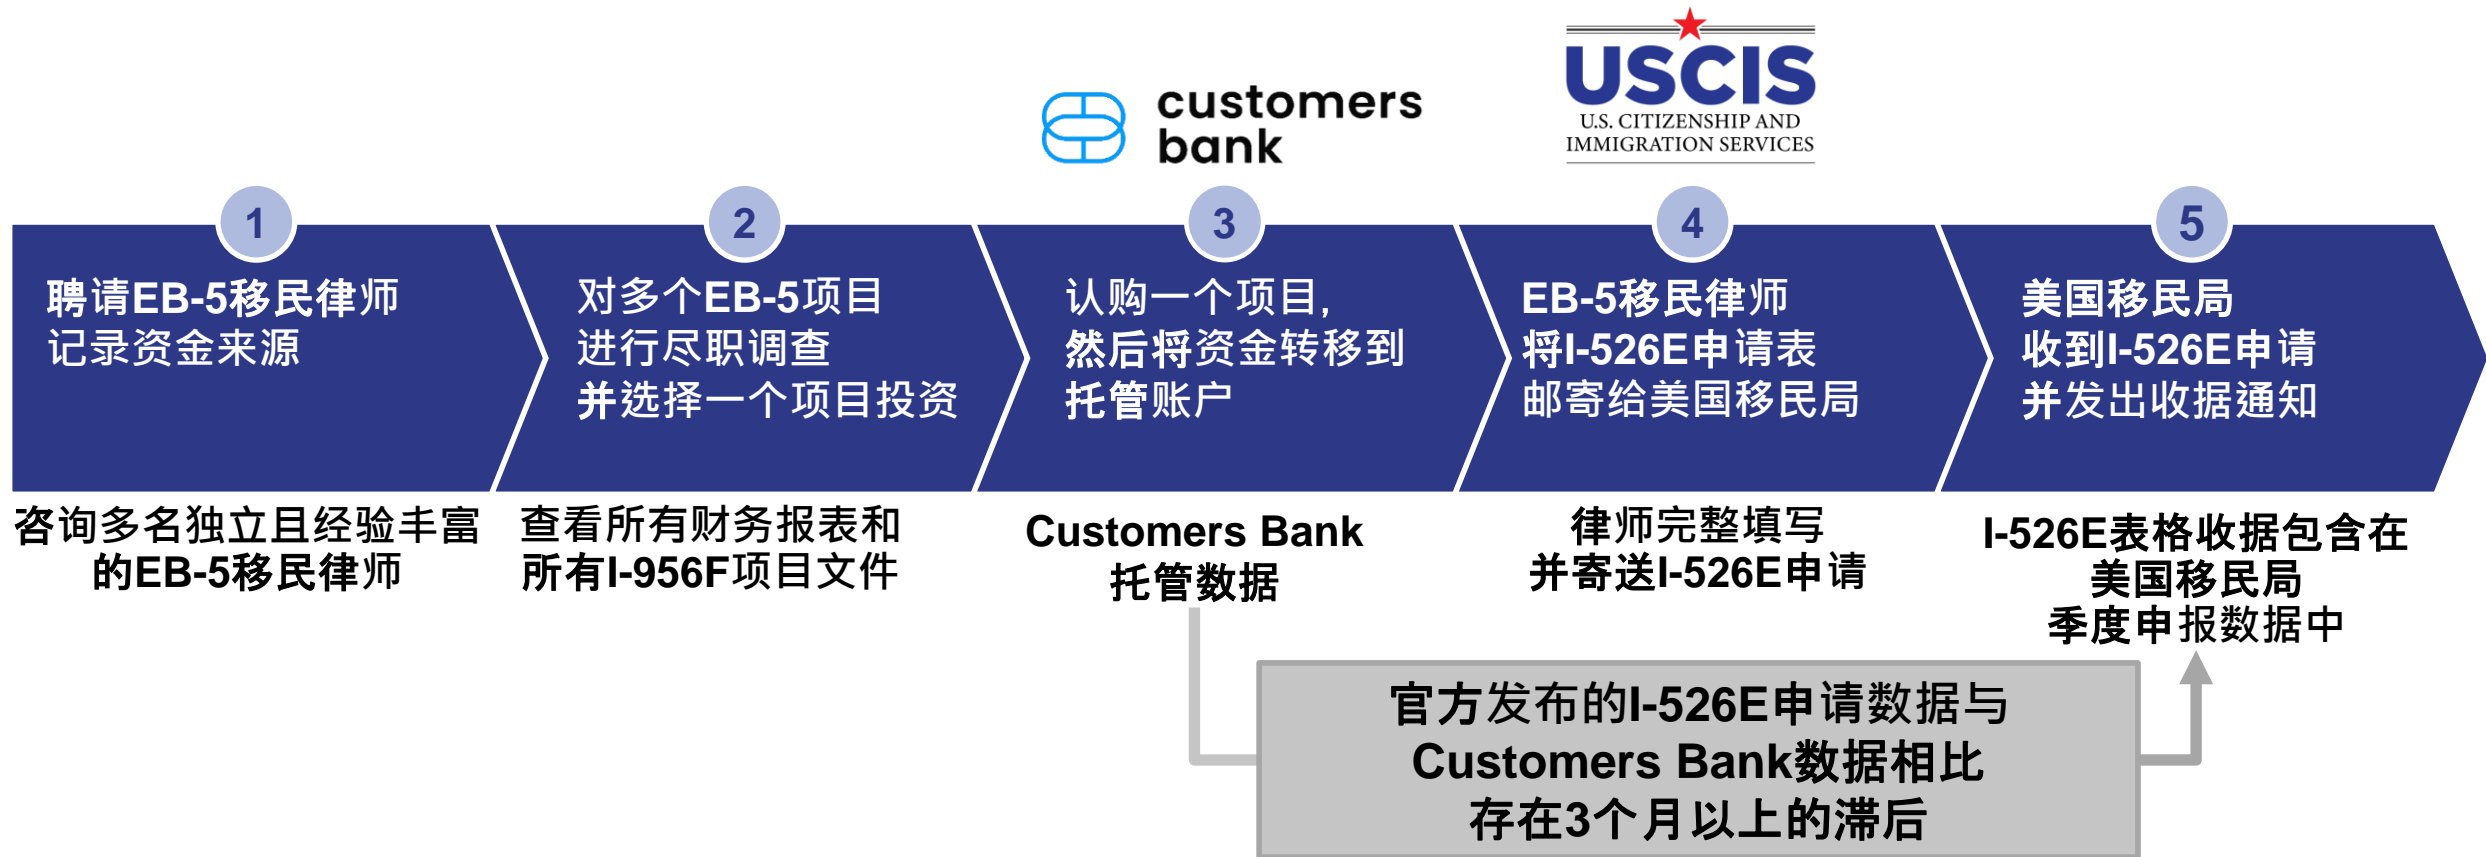 customers
bank
USCIS
U.S. CITIZENSHIP AND
IMMIGRATION SERVICES
1
聘请EB-5移民律师
记录资金来源
2
对多个EB-5项目
进行尽职调查
并选择一个项目投资
3
认购一个项目,
然后将资金转移到
托管账户
4
EB-5移民律师
将I-526E申请表
邮寄给美国移民局
5
美国移民局
收到I-526E申请
并发出收据通知
咨询多名独立且经验丰富
的EB-5移民律师
查看所有财务报表和
所有I-956F项目文件
Customers Bank
托管数据
律师完整填写
并寄送I-526E申请
I-526E表格收据包含在
美国移民局
季度申报数据中
官方发布的I-526E申请数据与
Customers Bank数据相比
存在3个月以上的滞后